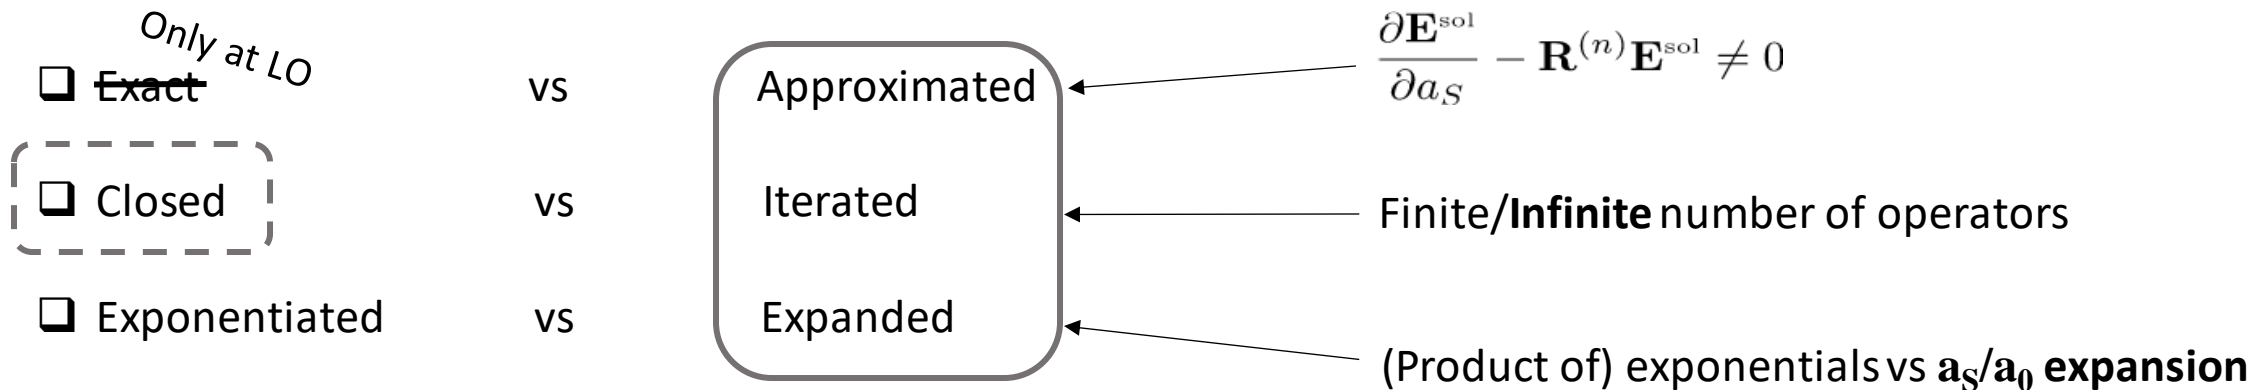 Only at LO
❑ ~~Exact~~ vs Approximated
∂E^sol/∂a_S − R^(n) E^sol ≠ 0
❑ Closed vs Iterated
Finite/Infinite number of operators
❑ Exponentiated vs Expanded
(Product of) exponentials vs a_S/a_0 expansion